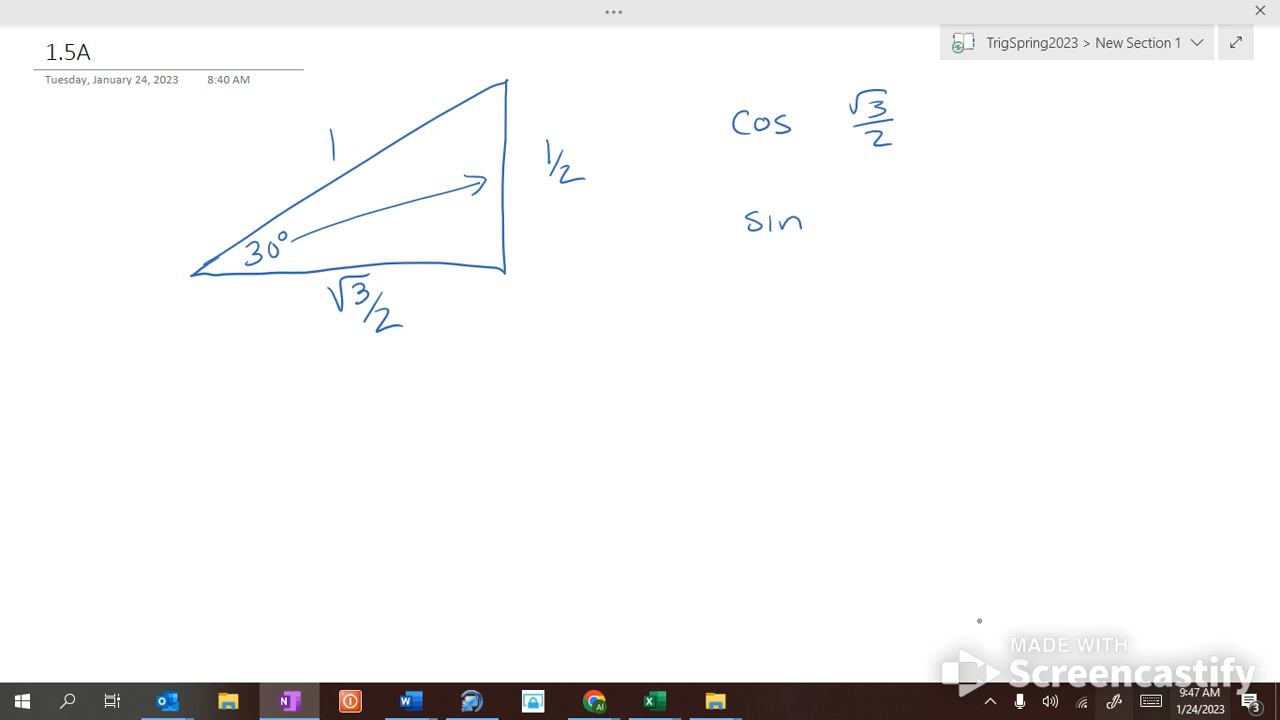 1.5A
Tuesday, January 24, 2023 8:40 AM
TrigSpring2023 > New Section 1
1
30°
√3/2
1/2
cos √3/2
sin
MADE WITH
Screencastify
9:47 AM
1/24/2023
3